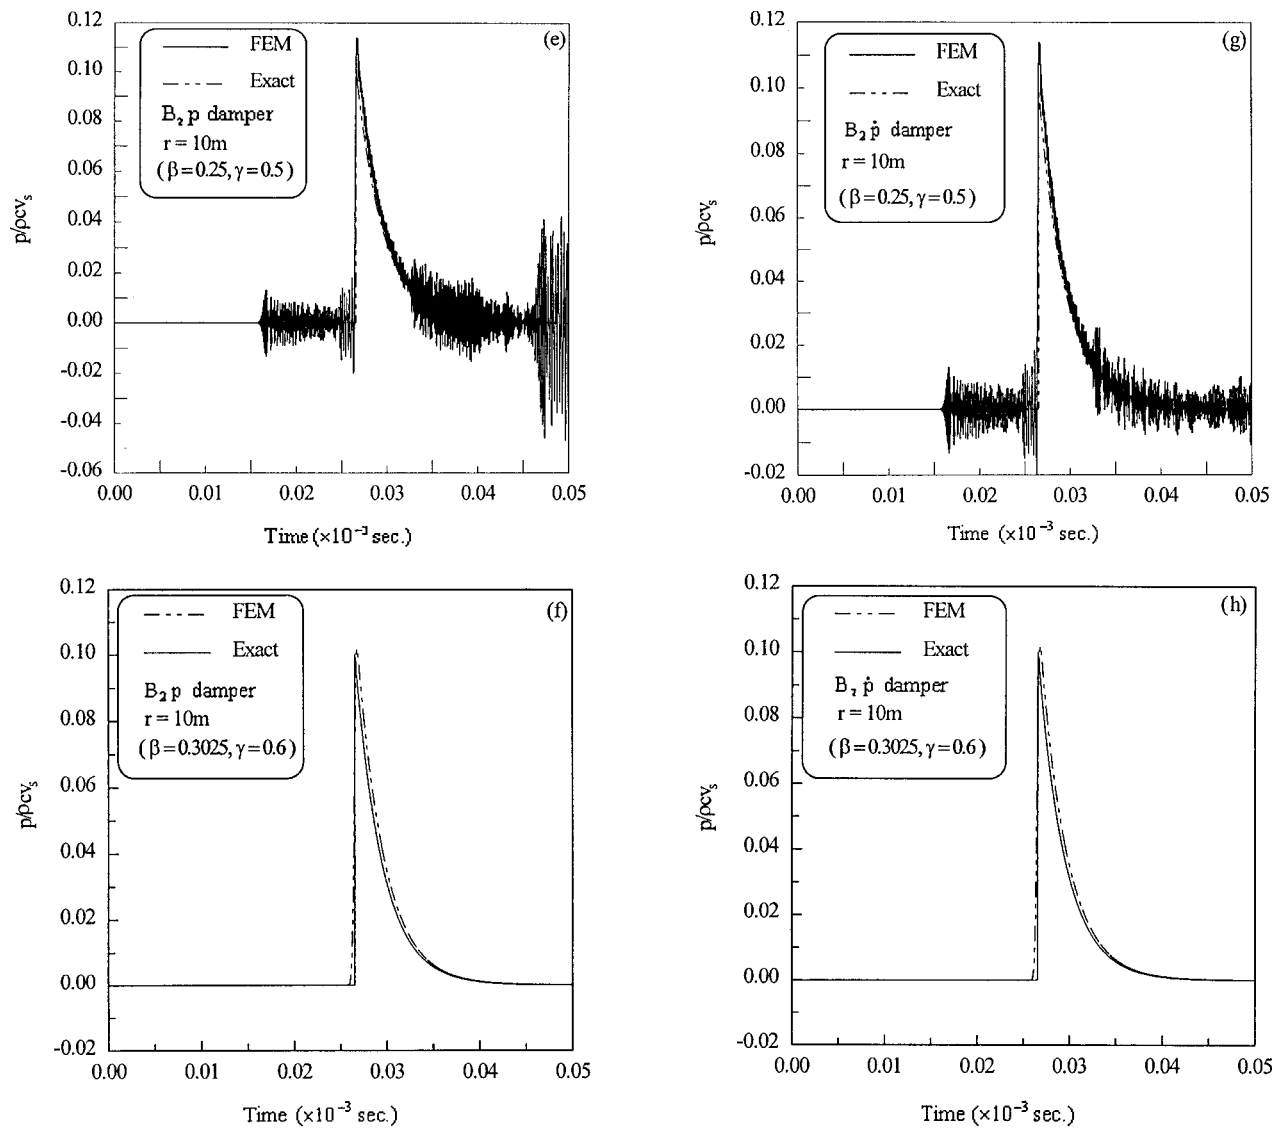 (e)
FEM
Exact
B₂ p damper
r = 10m
(β=0.25, γ=0.5)
p/ρcvₛ
0.12
0.10
0.08
0.06
0.04
0.02
0.00
-0.02
-0.04
-0.06
0.00 0.01 0.02 0.03 0.04 0.05
Time (×10⁻³ sec.)
(g)
FEM
Exact
B₂ ṗ damper
r = 10m
(β=0.25, γ=0.5)
p/ρcvₛ
0.12
0.10
0.08
0.06
0.04
0.02
0.00
-0.02
0.00 0.01 0.02 0.03 0.04 0.05
Time (×10⁻³ sec.)
(f)
FEM
Exact
B₂ p damper
r = 10m
(β=0.3025, γ=0.6)
p/ρcvₛ
0.12
0.10
0.08
0.06
0.04
0.02
0.00
-0.02
0.00 0.01 0.02 0.03 0.04 0.05
Time (×10⁻³ sec.)
(h)
FEM
Exact
B₂ ṗ damper
r = 10m
(β=0.3025, γ=0.6)
p/ρcvₛ
0.12
0.10
0.08
0.06
0.04
0.02
0.00
-0.02
0.00 0.01 0.02 0.03 0.04 0.05
Time (×10⁻³ sec.)